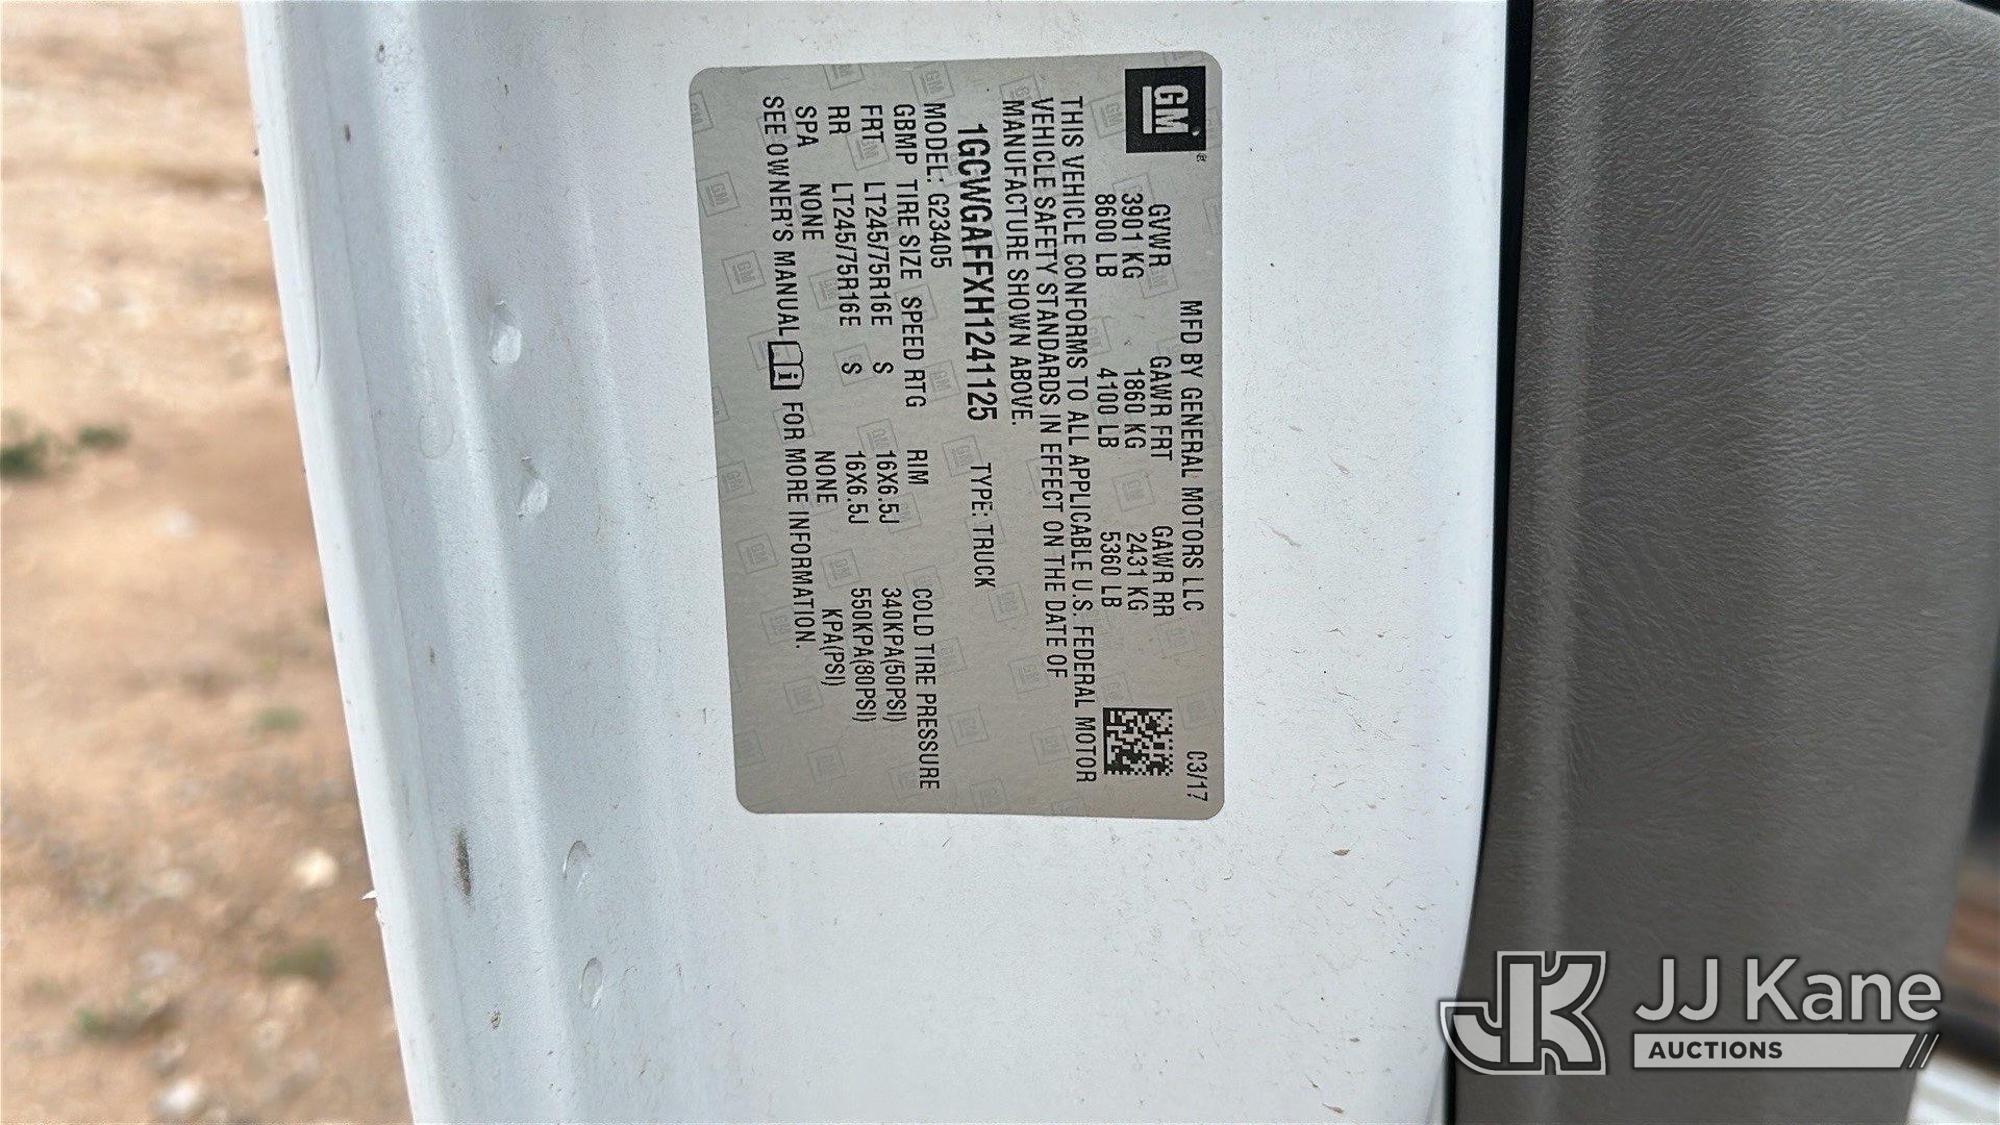 GM
MFD BY GENERAL MOTORS LLC 03/17
GVWR GAWR FRT GAWR RR
3901 KG 1860 KG 2431 KG
8600 LB 4100 LB 5360 LB
THIS VEHICLE CONFORMS TO ALL APPLICABLE U.S. FEDERAL MOTOR
VEHICLE SAFETY STANDARDS IN EFFECT ON THE DATE OF
MANUFACTURE SHOWN ABOVE.
1GCWGAFFXH1241125 TYPE: TRUCK
MODEL: G23405
GBMP TIRE SIZE SPEED RTG RIM COLD TIRE PRESSURE
FRT LT245/75R16E S 16X6.5J 340KPA(50PSI)
RR LT245/75R16E S 16X6.5J 550KPA(80PSI)
SPA NONE NONE KPA(PSI)
SEE OWNER'S MANUAL i FOR MORE INFORMATION.
JK JJ Kane
AUCTIONS